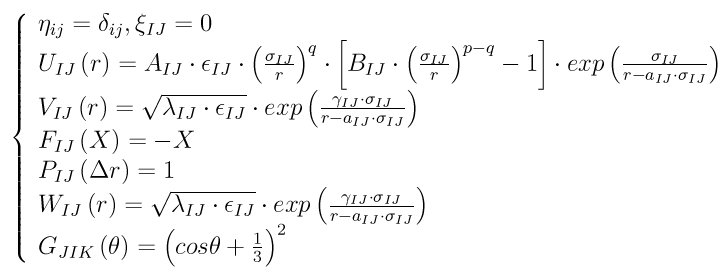 η_{ij} = δ_{ij}, ξ_{IJ} = 0
U_{IJ} (r) = A_{IJ} · ϵ_{IJ} · (σ_{IJ}/r)^q · [B_{IJ} · (σ_{IJ}/r)^{p−q} − 1] · exp (σ_{IJ}/(r−a_{IJ}·σ_{IJ}))
V_{IJ} (r) = √(λ_{IJ} · ϵ_{IJ}) · exp (γ_{IJ}·σ_{IJ}/(r−a_{IJ}·σ_{IJ}))
F_{IJ} (X) = −X
P_{IJ} (Δr) = 1
W_{IJ} (r) = √(λ_{IJ} · ϵ_{IJ}) · exp (γ_{IJ}·σ_{IJ}/(r−a_{IJ}·σ_{IJ}))
G_{JIK} (θ) = (cosθ + 1/3)^2